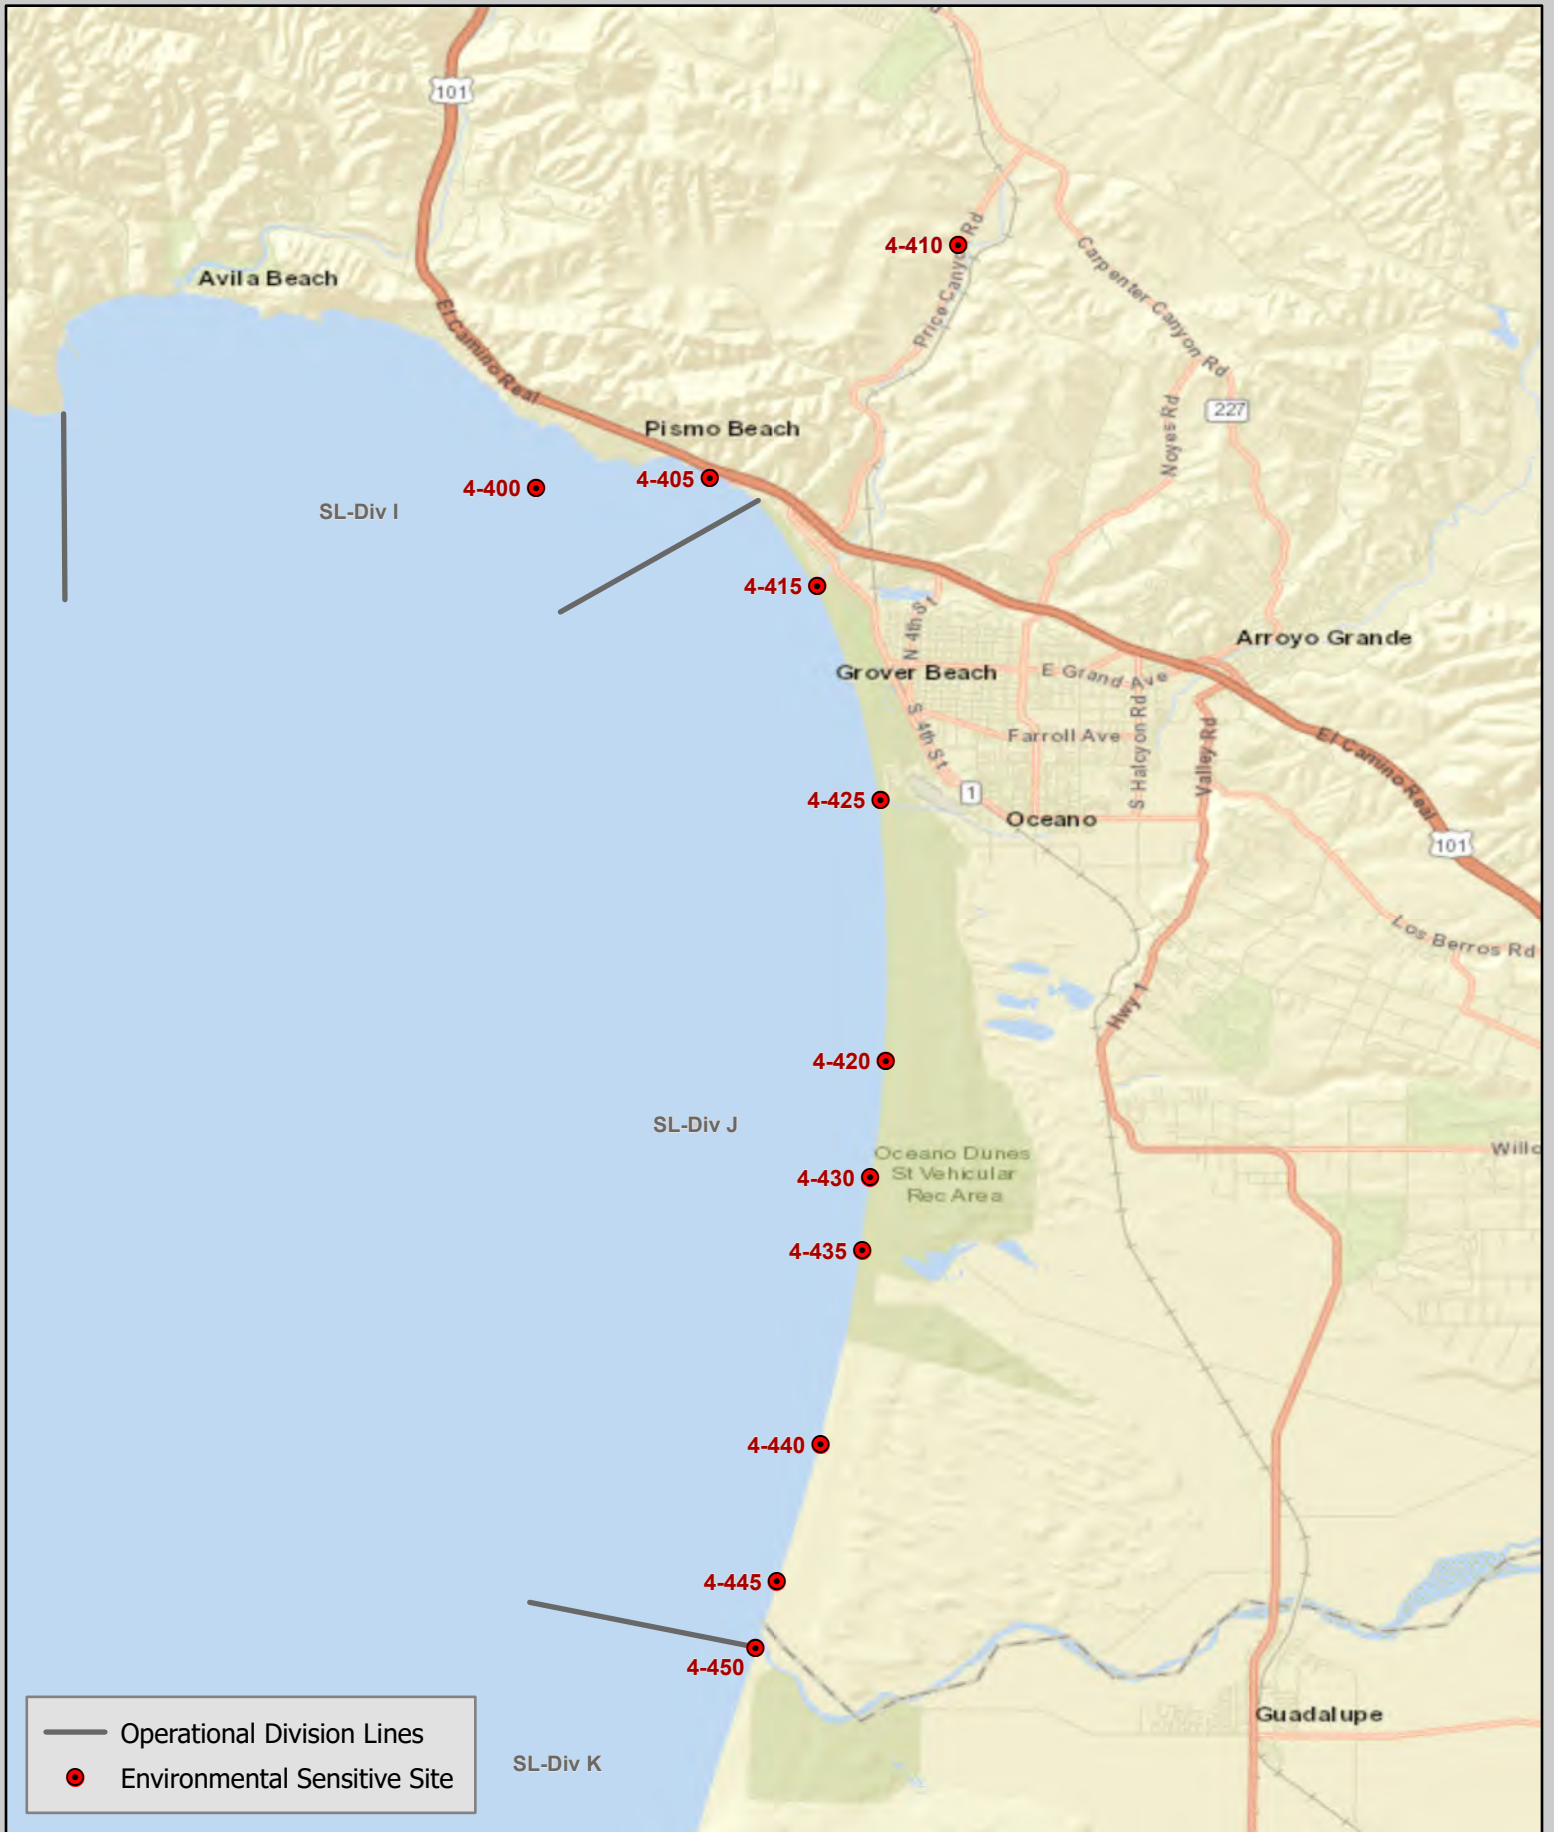 101
Avila Beach
4-410
Price Canyon Rd
Carpenter Canyon Rd
El Camino Real
Noyes Rd
227
Pismo Beach
4-405
4-400
SL-Div I
4-415
N 4th St
Arroyo Grande
Grover Beach
E Grand Ave
S 4th St
Farroll Ave
S Halcyon Rd
Valley Rd
El Camino Real
4-425
1
Oceano
101
Los Berros Rd
Hwy 1
4-420
SL-Div J
Oceano Dunes
St Vehicular
Rec Area
Willo
4-430
4-435
4-440
4-445
4-450
Guadalupe
SL-Div K
Operational Division Lines
Environmental Sensitive Site